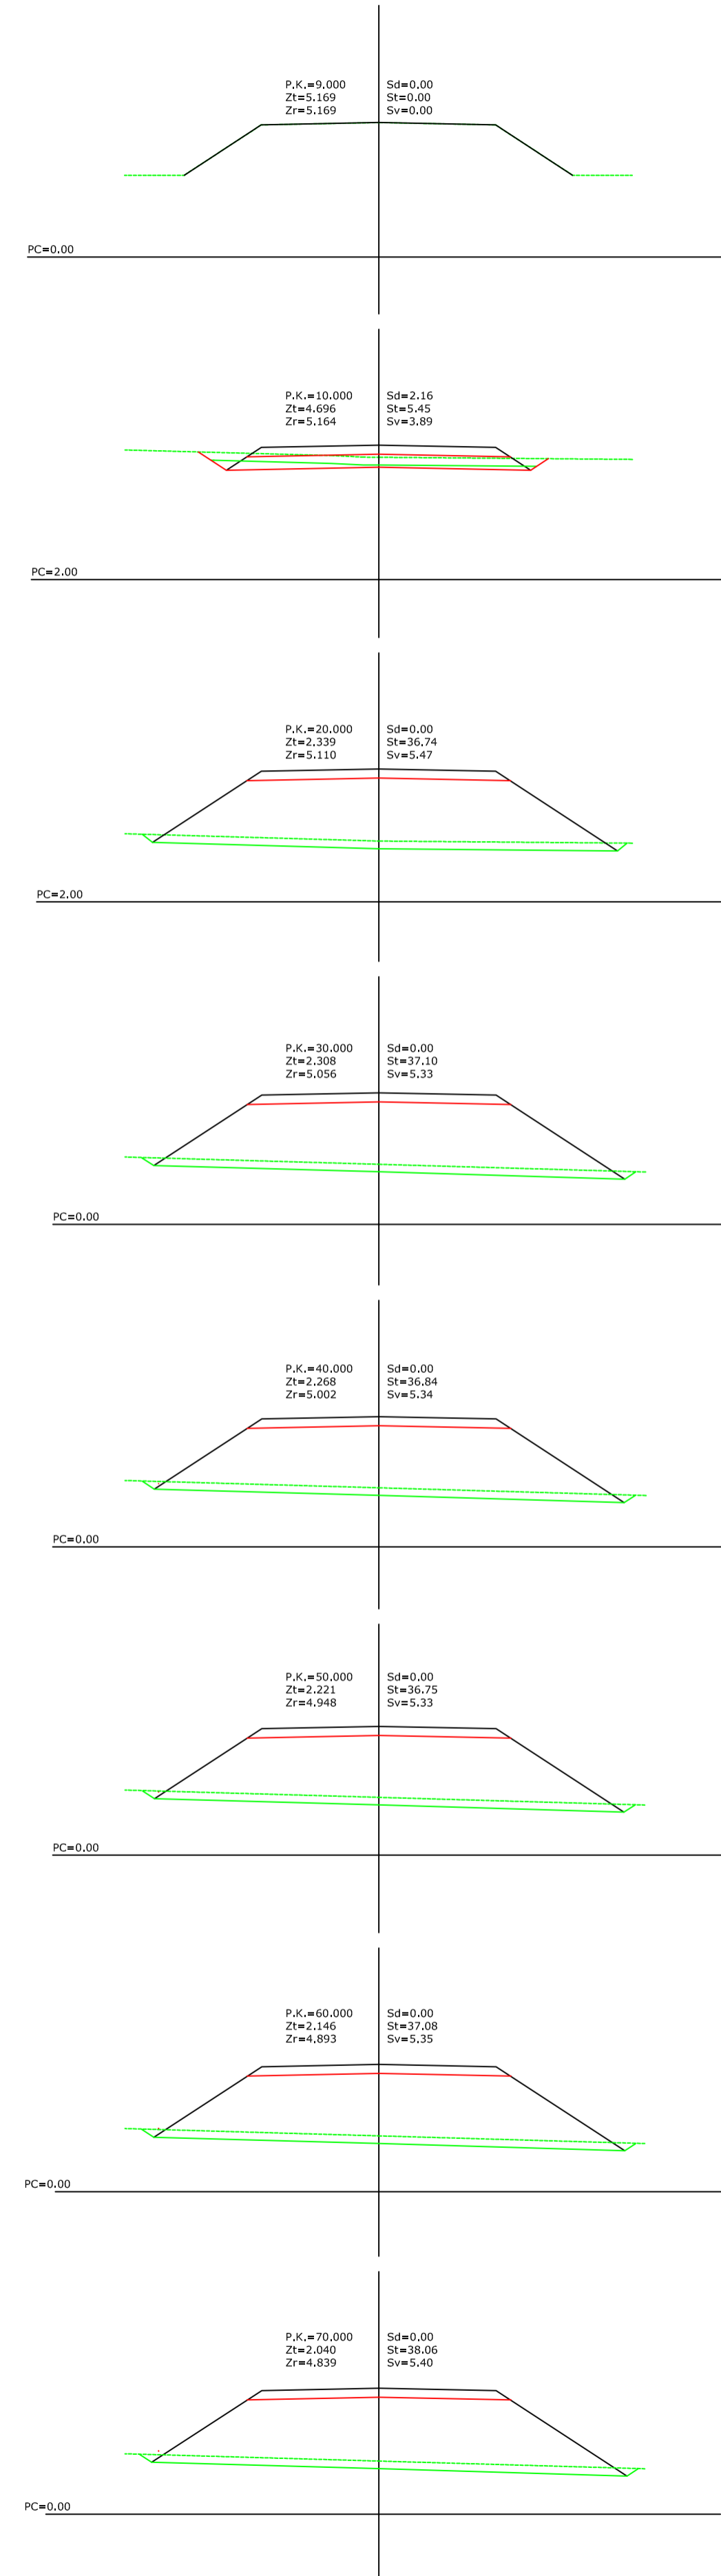 P.K.=9.000 Sd=0.00
Zt=5.169 St=0.00
Zr=5.169 Sv=0.00
PC=0.00
P.K.=10.000 Sd=2.16
Zt=4.696 St=5.45
Zr=5.164 Sv=3.89
PC=2.00
P.K.=20.000 Sd=0.00
Zt=2.339 St=36.74
Zr=5.110 Sv=5.47
PC=2.00
P.K.=30.000 Sd=0.00
Zt=2.308 St=37.10
Zr=5.056 Sv=5.33
PC=0.00
P.K.=40.000 Sd=0.00
Zt=2.268 St=36.84
Zr=5.002 Sv=5.34
PC=0.00
P.K.=50.000 Sd=0.00
Zt=2.221 St=36.75
Zr=4.948 Sv=5.33
PC=0.00
P.K.=60.000 Sd=0.00
Zt=2.146 St=37.08
Zr=4.893 Sv=5.35
PC=0.00
P.K.=70.000 Sd=0.00
Zt=2.040 St=38.06
Zr=4.839 Sv=5.40
PC=0.00